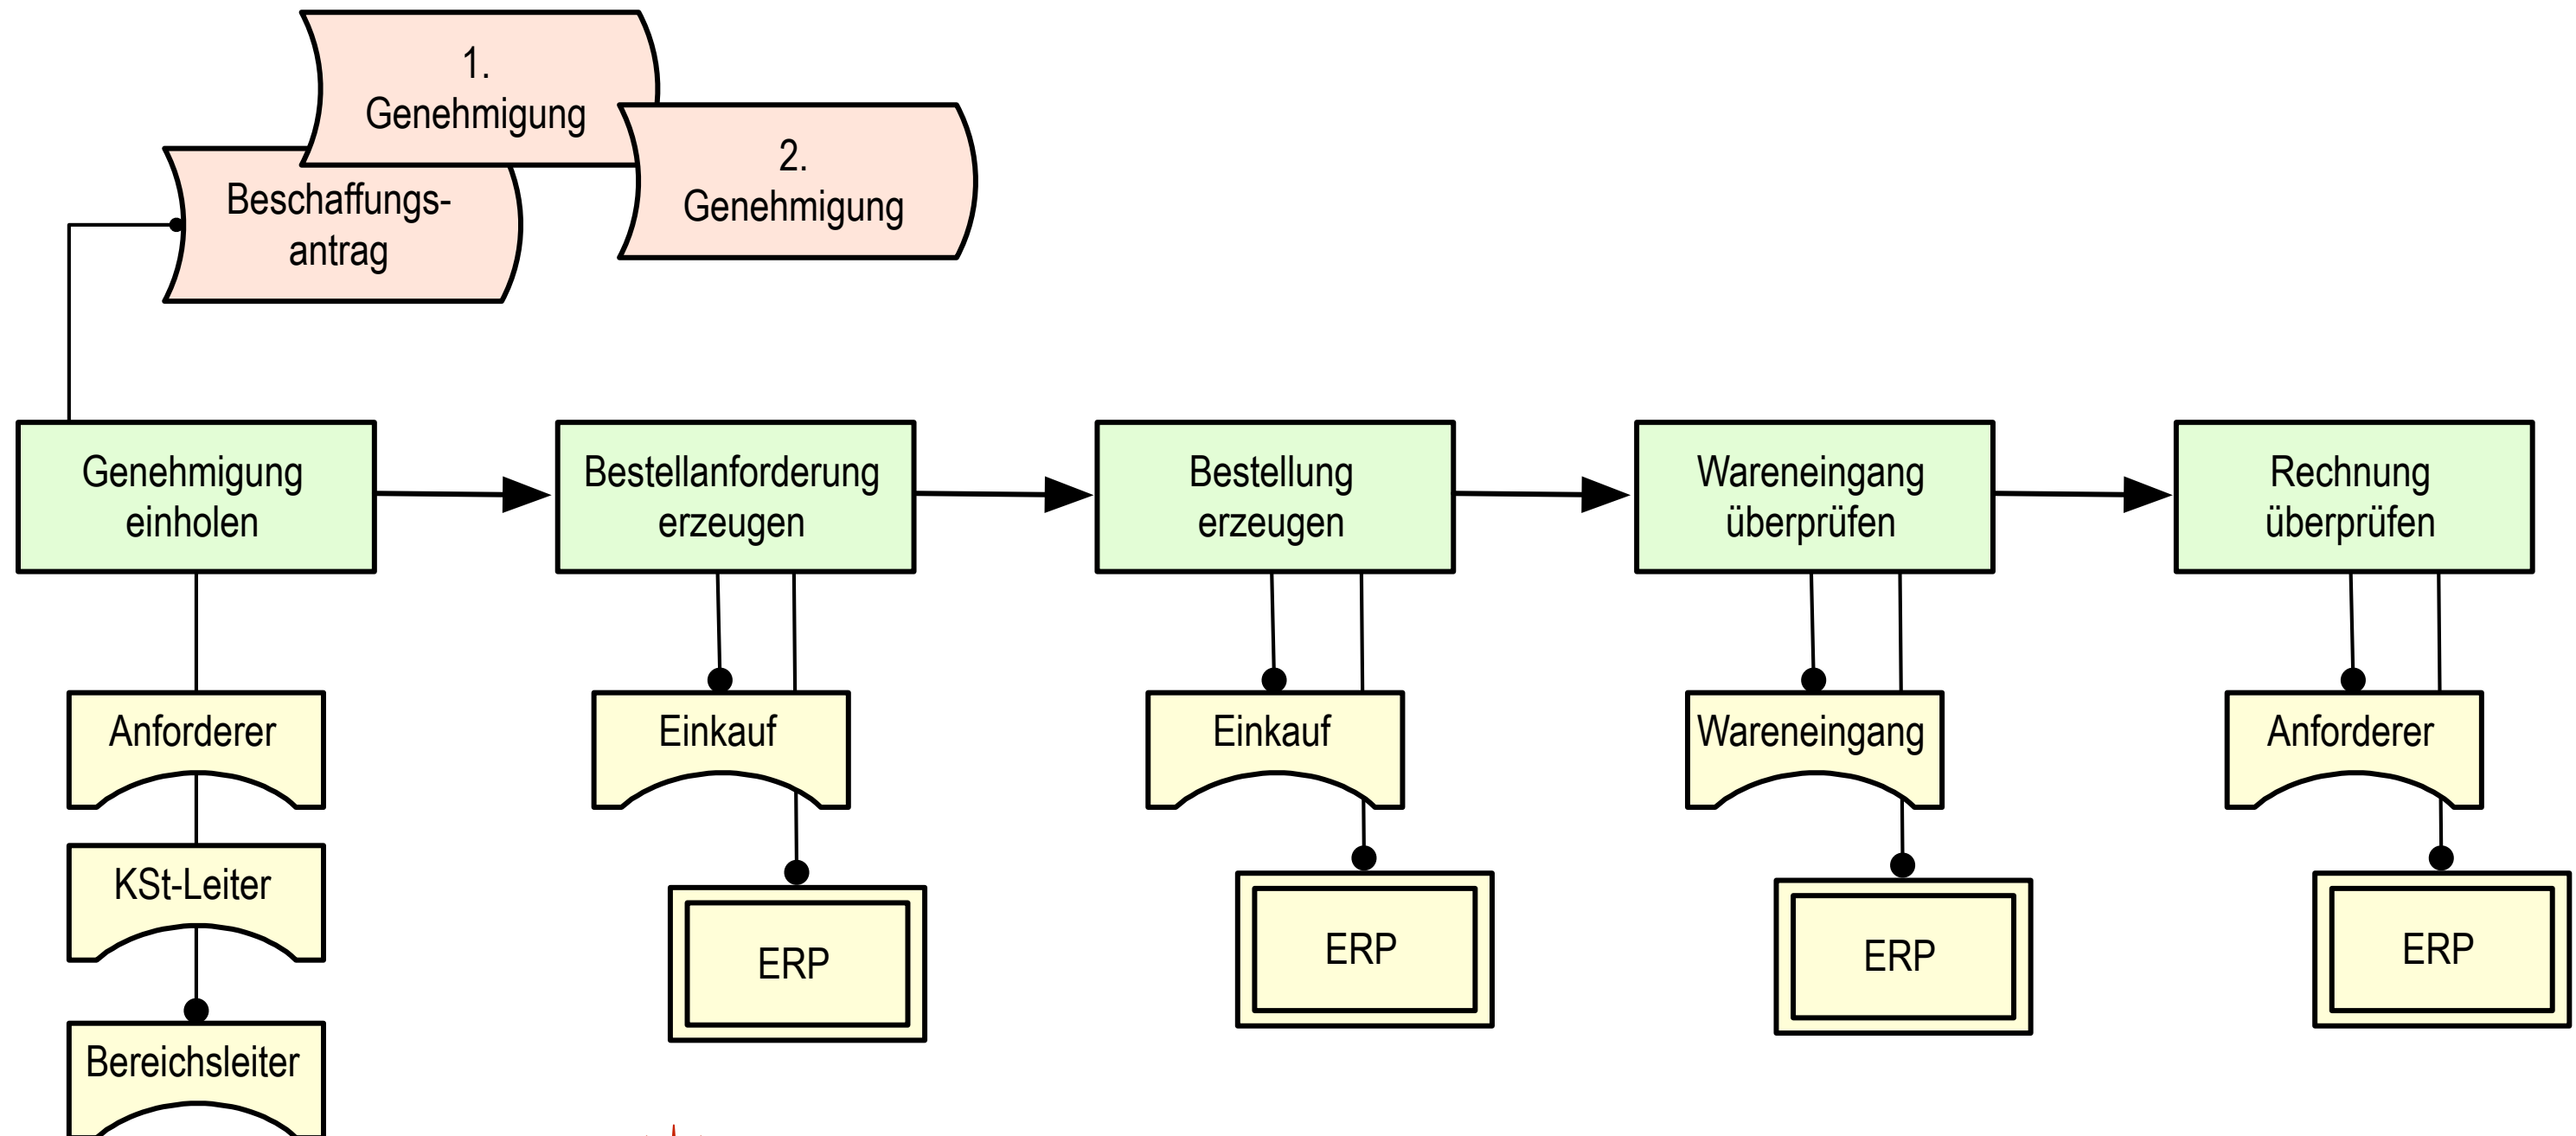 1.
Genehmigung
2.
Genehmigung
Beschaffungs-
antrag
Genehmigung
einholen
Bestellanforderung
erzeugen
Bestellung
erzeugen
Wareneingang
überprüfen
Rechnung
überprüfen
Anforderer
Einkauf
Einkauf
Wareneingang
Anforderer
KSt-Leiter
ERP
ERP
ERP
ERP
Bereichsleiter